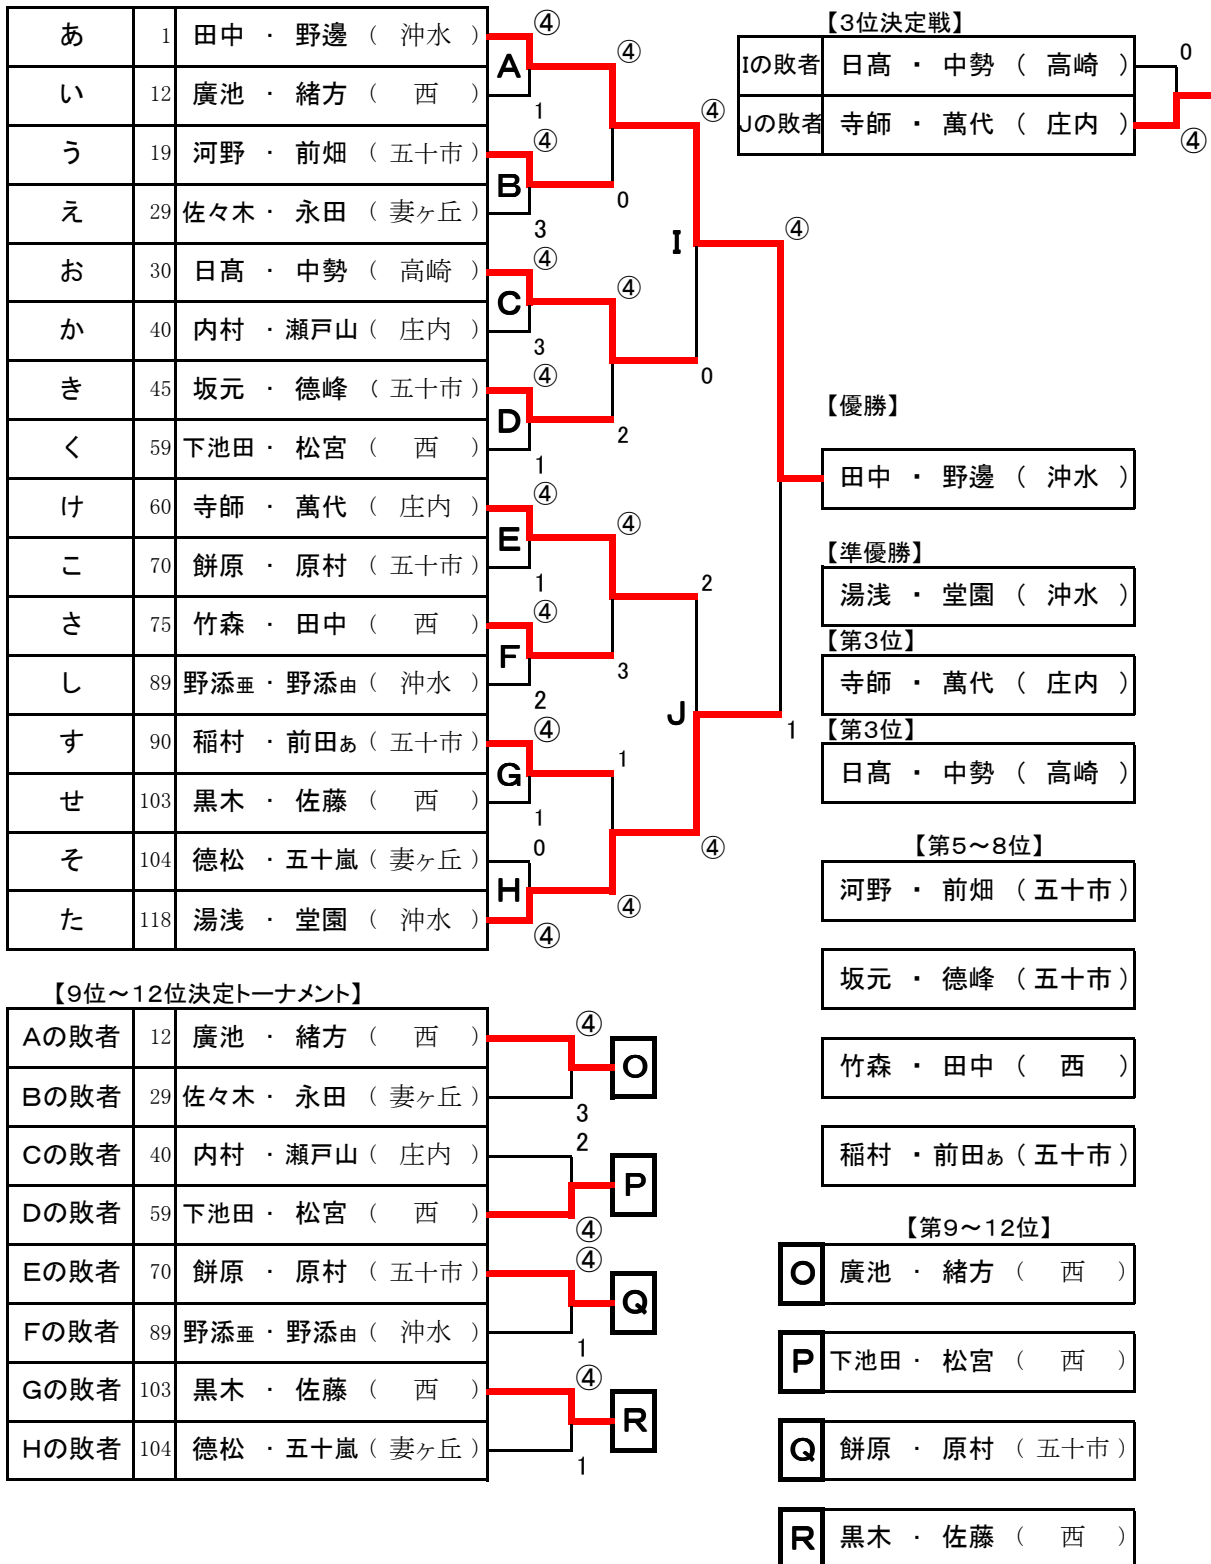 あ 1 田中 ・ 野邊 ( 沖水 )
い 12 廣池 ・ 緒方 ( 西 )
う 19 河野 ・ 前畑 ( 五十市 )
え 29 佐々木 ・ 永田 ( 妻ヶ丘 )
お 30 日髙 ・ 中勢 ( 高崎 )
か 40 内村 ・ 瀬戸山 ( 庄内 )
き 45 坂元 ・ 德峰 ( 五十市 )
く 59 下池田 ・ 松宮 ( 西 )
け 60 寺師 ・ 萬代 ( 庄内 )
こ 70 餅原 ・ 原村 ( 五十市 )
さ 75 竹森 ・ 田中 ( 西 )
し 89 野添亜 ・ 野添由 ( 沖水 )
す 90 稲村 ・ 前田あ ( 五十市 )
せ 103 黒木 ・ 佐藤 ( 西 )
そ 104 德松 ・ 五十嵐 ( 妻ヶ丘 )
た 118 湯浅 ・ 堂園 ( 沖水 )
④
A
1
④
B
3
④
C
3
④
D
1
④
E
1
④
F
2
④
G
1
0
H
④
④
0
④
2
④
3
1
④
④
I
0
2
J
④
④
1
【3位決定戦】
Iの敗者 日髙 ・ 中勢 ( 高崎 ) 0
Jの敗者 寺師 ・ 萬代 ( 庄内 ) ④
【優勝】
田中 ・ 野邊 ( 沖水 )
【準優勝】
湯浅 ・ 堂園 ( 沖水 )
【第3位】
寺師 ・ 萬代 ( 庄内 )
【第3位】
日髙 ・ 中勢 ( 高崎 )
【第5～8位】
河野 ・ 前畑 ( 五十市 )
坂元 ・ 德峰 ( 五十市 )
竹森 ・ 田中 ( 西 )
稲村 ・ 前田あ ( 五十市 )
【9位～12位決定トーナメント】
Aの敗者 12 廣池 ・ 緒方 ( 西 )
Bの敗者 29 佐々木 ・ 永田 ( 妻ヶ丘 )
Cの敗者 40 内村 ・ 瀬戸山 ( 庄内 )
Dの敗者 59 下池田 ・ 松宮 ( 西 )
Eの敗者 70 餅原 ・ 原村 ( 五十市 )
Fの敗者 89 野添亜 ・ 野添由 ( 沖水 )
Gの敗者 103 黒木 ・ 佐藤 ( 西 )
Hの敗者 104 德松 ・ 五十嵐 ( 妻ヶ丘 )
④
O
3
2
P
④
④
Q
1
④
R
1
【第9～12位】
O 廣池 ・ 緒方 ( 西 )
P 下池田 ・ 松宮 ( 西 )
Q 餅原 ・ 原村 ( 五十市 )
R 黒木 ・ 佐藤 ( 西 )